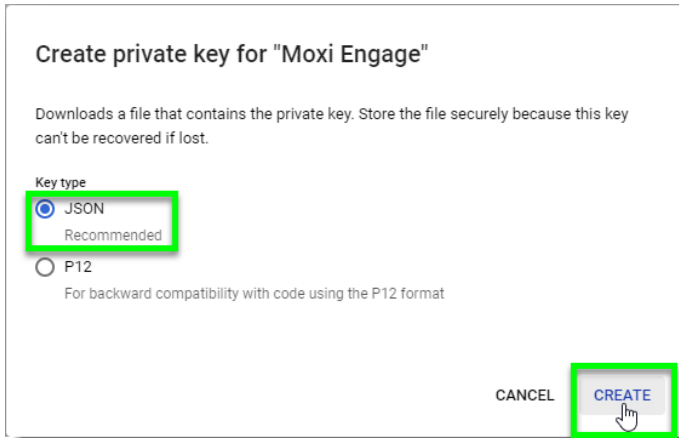 Create private key for "Moxi Engage"
Downloads a file that contains the private key. Store the file securely because this key
can't be recovered if lost.
Key type
JSON
Recommended
P12
For backward compatibility with code using the P12 format
CANCEL CREATE